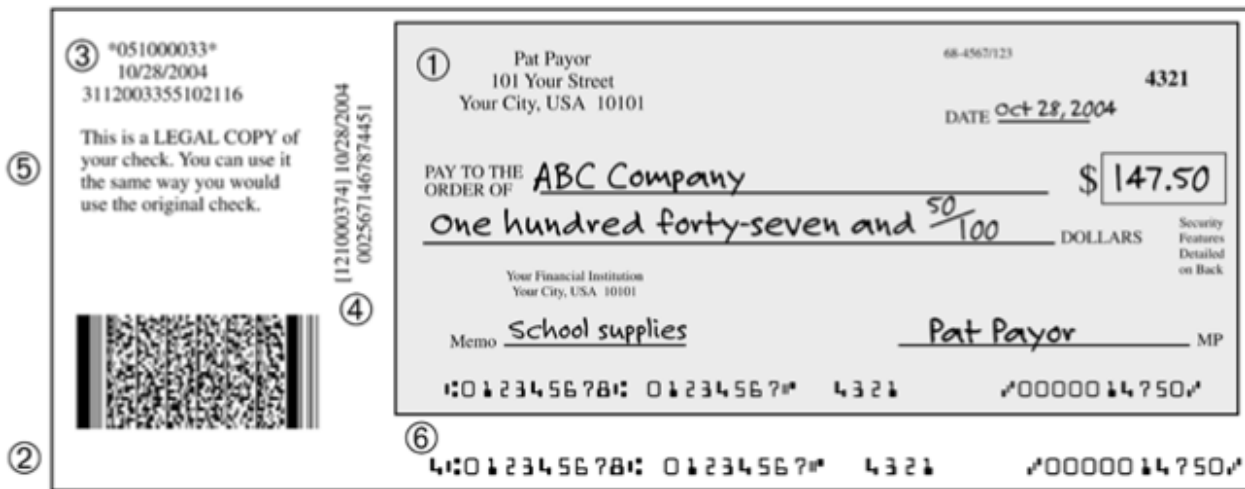 ③ *051000033*
10/28/2004
3112003355102116
⑤ This is a LEGAL COPY of
your check. You can use it
the same way you would
use the original check.
[121000374] 10/28/2004
0025671467874451
④
②
① Pat Payor
101 Your Street
Your City, USA 10101
68-4567/123
4321
DATE Oct 28, 2004
PAY TO THE
ORDER OF ABC Company $ 147.50
One hundred forty-seven and 50/100 DOLLARS
Security
Features
Detailed
on Back
Your Financial Institution
Your City, USA 10101
Memo School supplies Pat Payor MP
⑆012345678⑆ 01234567⑈ 4321 ⑇0000014750⑇
⑥
4⑆012345678⑆ 01234567⑈ 4321 ⑇0000014750⑇